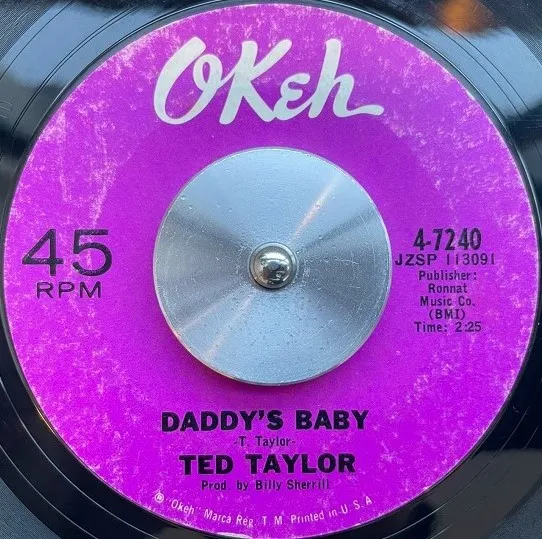 OKeh
45
RPM
4-7240
JZSP 113091
Publisher:
Ronnat
Music Co.
(BMI)
Time: 2:25
DADDY'S BABY
-T. Taylor-
TED TAYLOR
Prod. by Billy Sherrill
® "Okeh" Marca Reg. T. M. Printed in U. S. A